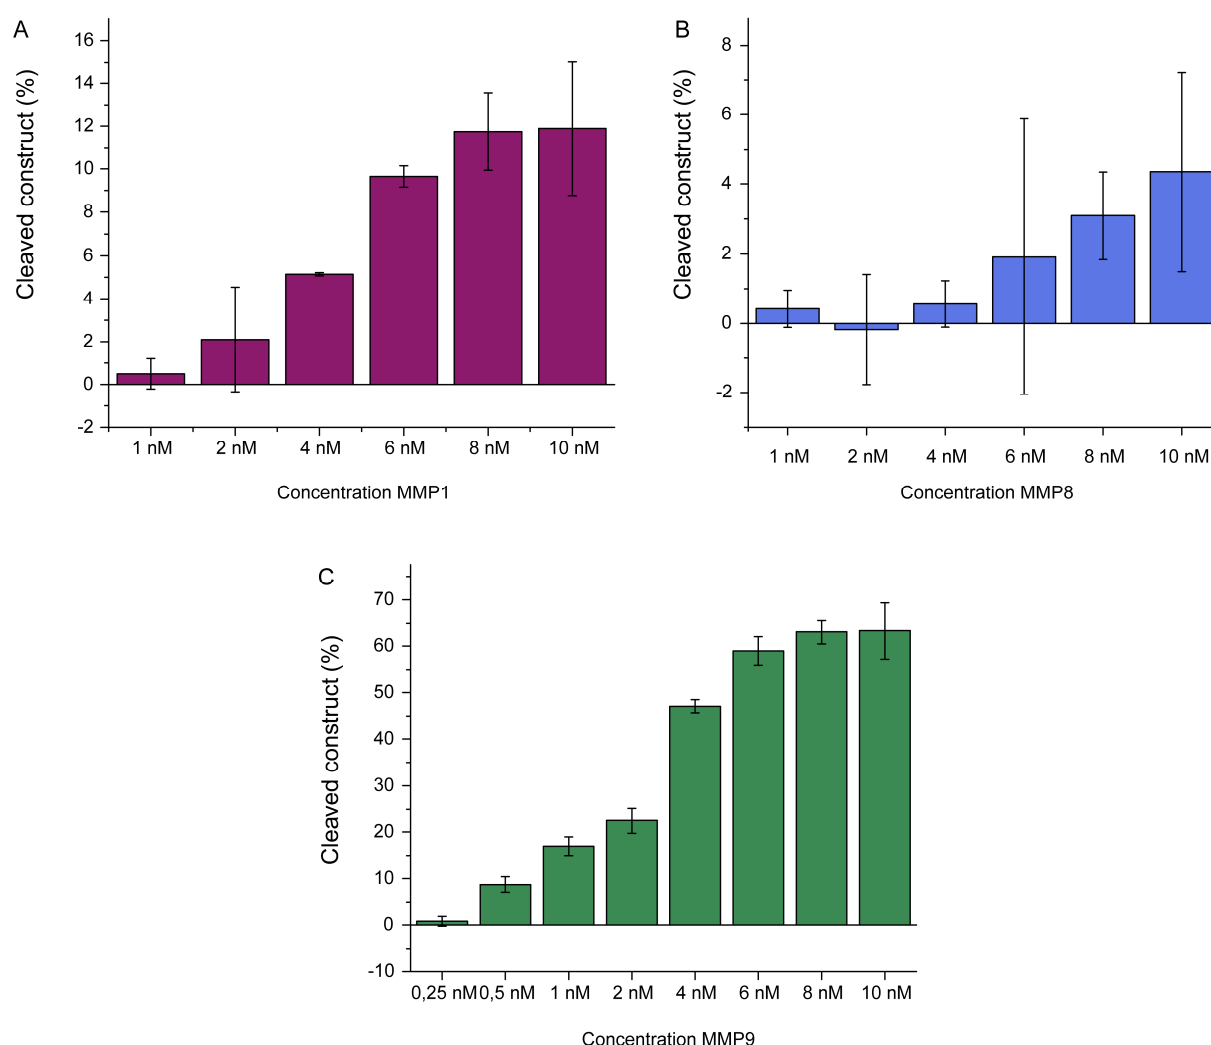 A
Cleaved construct (%)
16
14
12
10
8
6
4
2
0
-2
1 nM 2 nM 4 nM 6 nM 8 nM 10 nM
Concentration MMP1
B
Cleaved construct (%)
8
6
4
2
0
-2
1 nM 2 nM 4 nM 6 nM 8 nM 10 nM
Concentration MMP8
C
Cleaved construct (%)
70
60
50
40
30
20
10
0
-10
0,25 nM 0,5 nM 1 nM 2 nM 4 nM 6 nM 8 nM 10 nM
Concentration MMP9